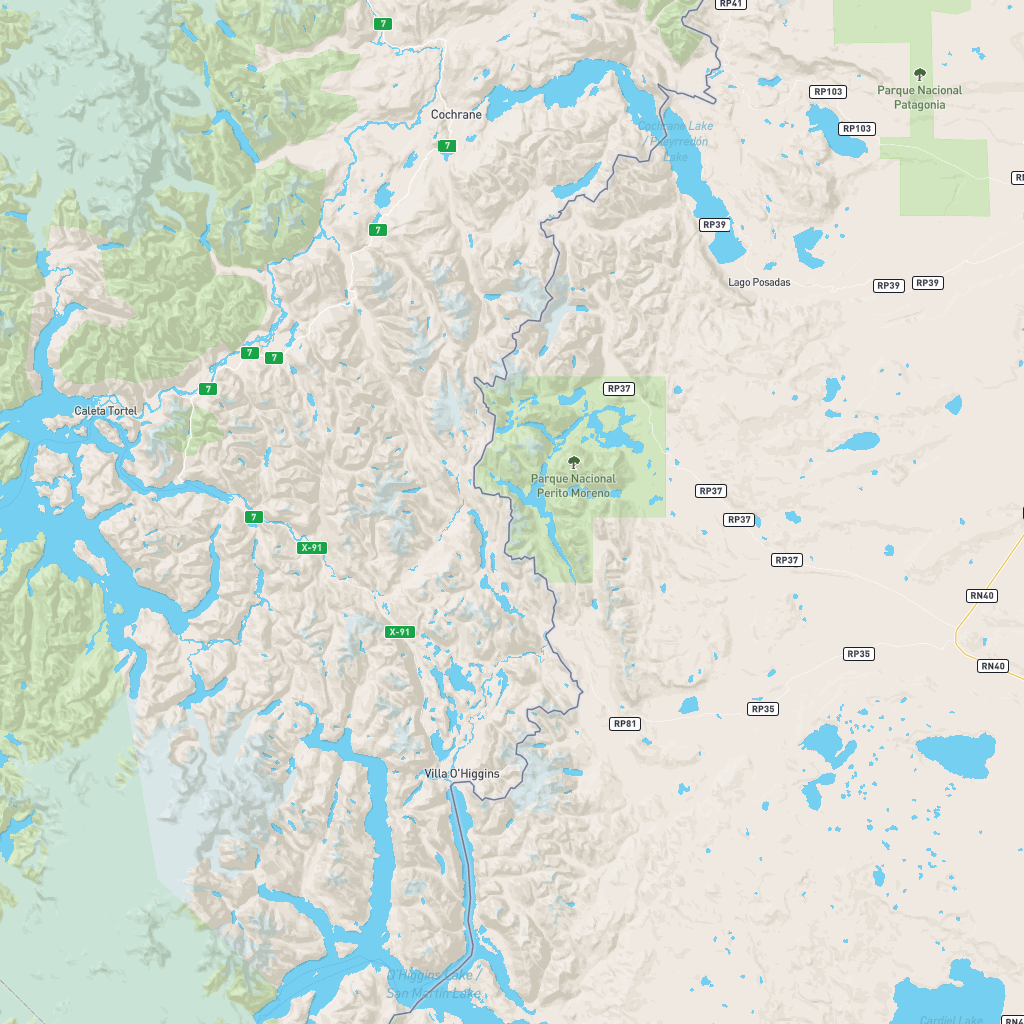 RP41
7
Parque Nacional
Patagonia
RP103
Cochrane
Cochrane Lake
/ Pueyrredón
Lake
RP103
7
7
RP39
Lago Posadas
RP39
RP39
7
7
RP37
7
Caleta Tortel
Parque Nacional
Perito Moreno
RP37
7
RP37
X-91
RP37
RN40
X-91
RP35
RN40
RP35
RP81
Villa O'Higgins
O'Higgins Lake /
San Martín Lake
Cardiel Lake